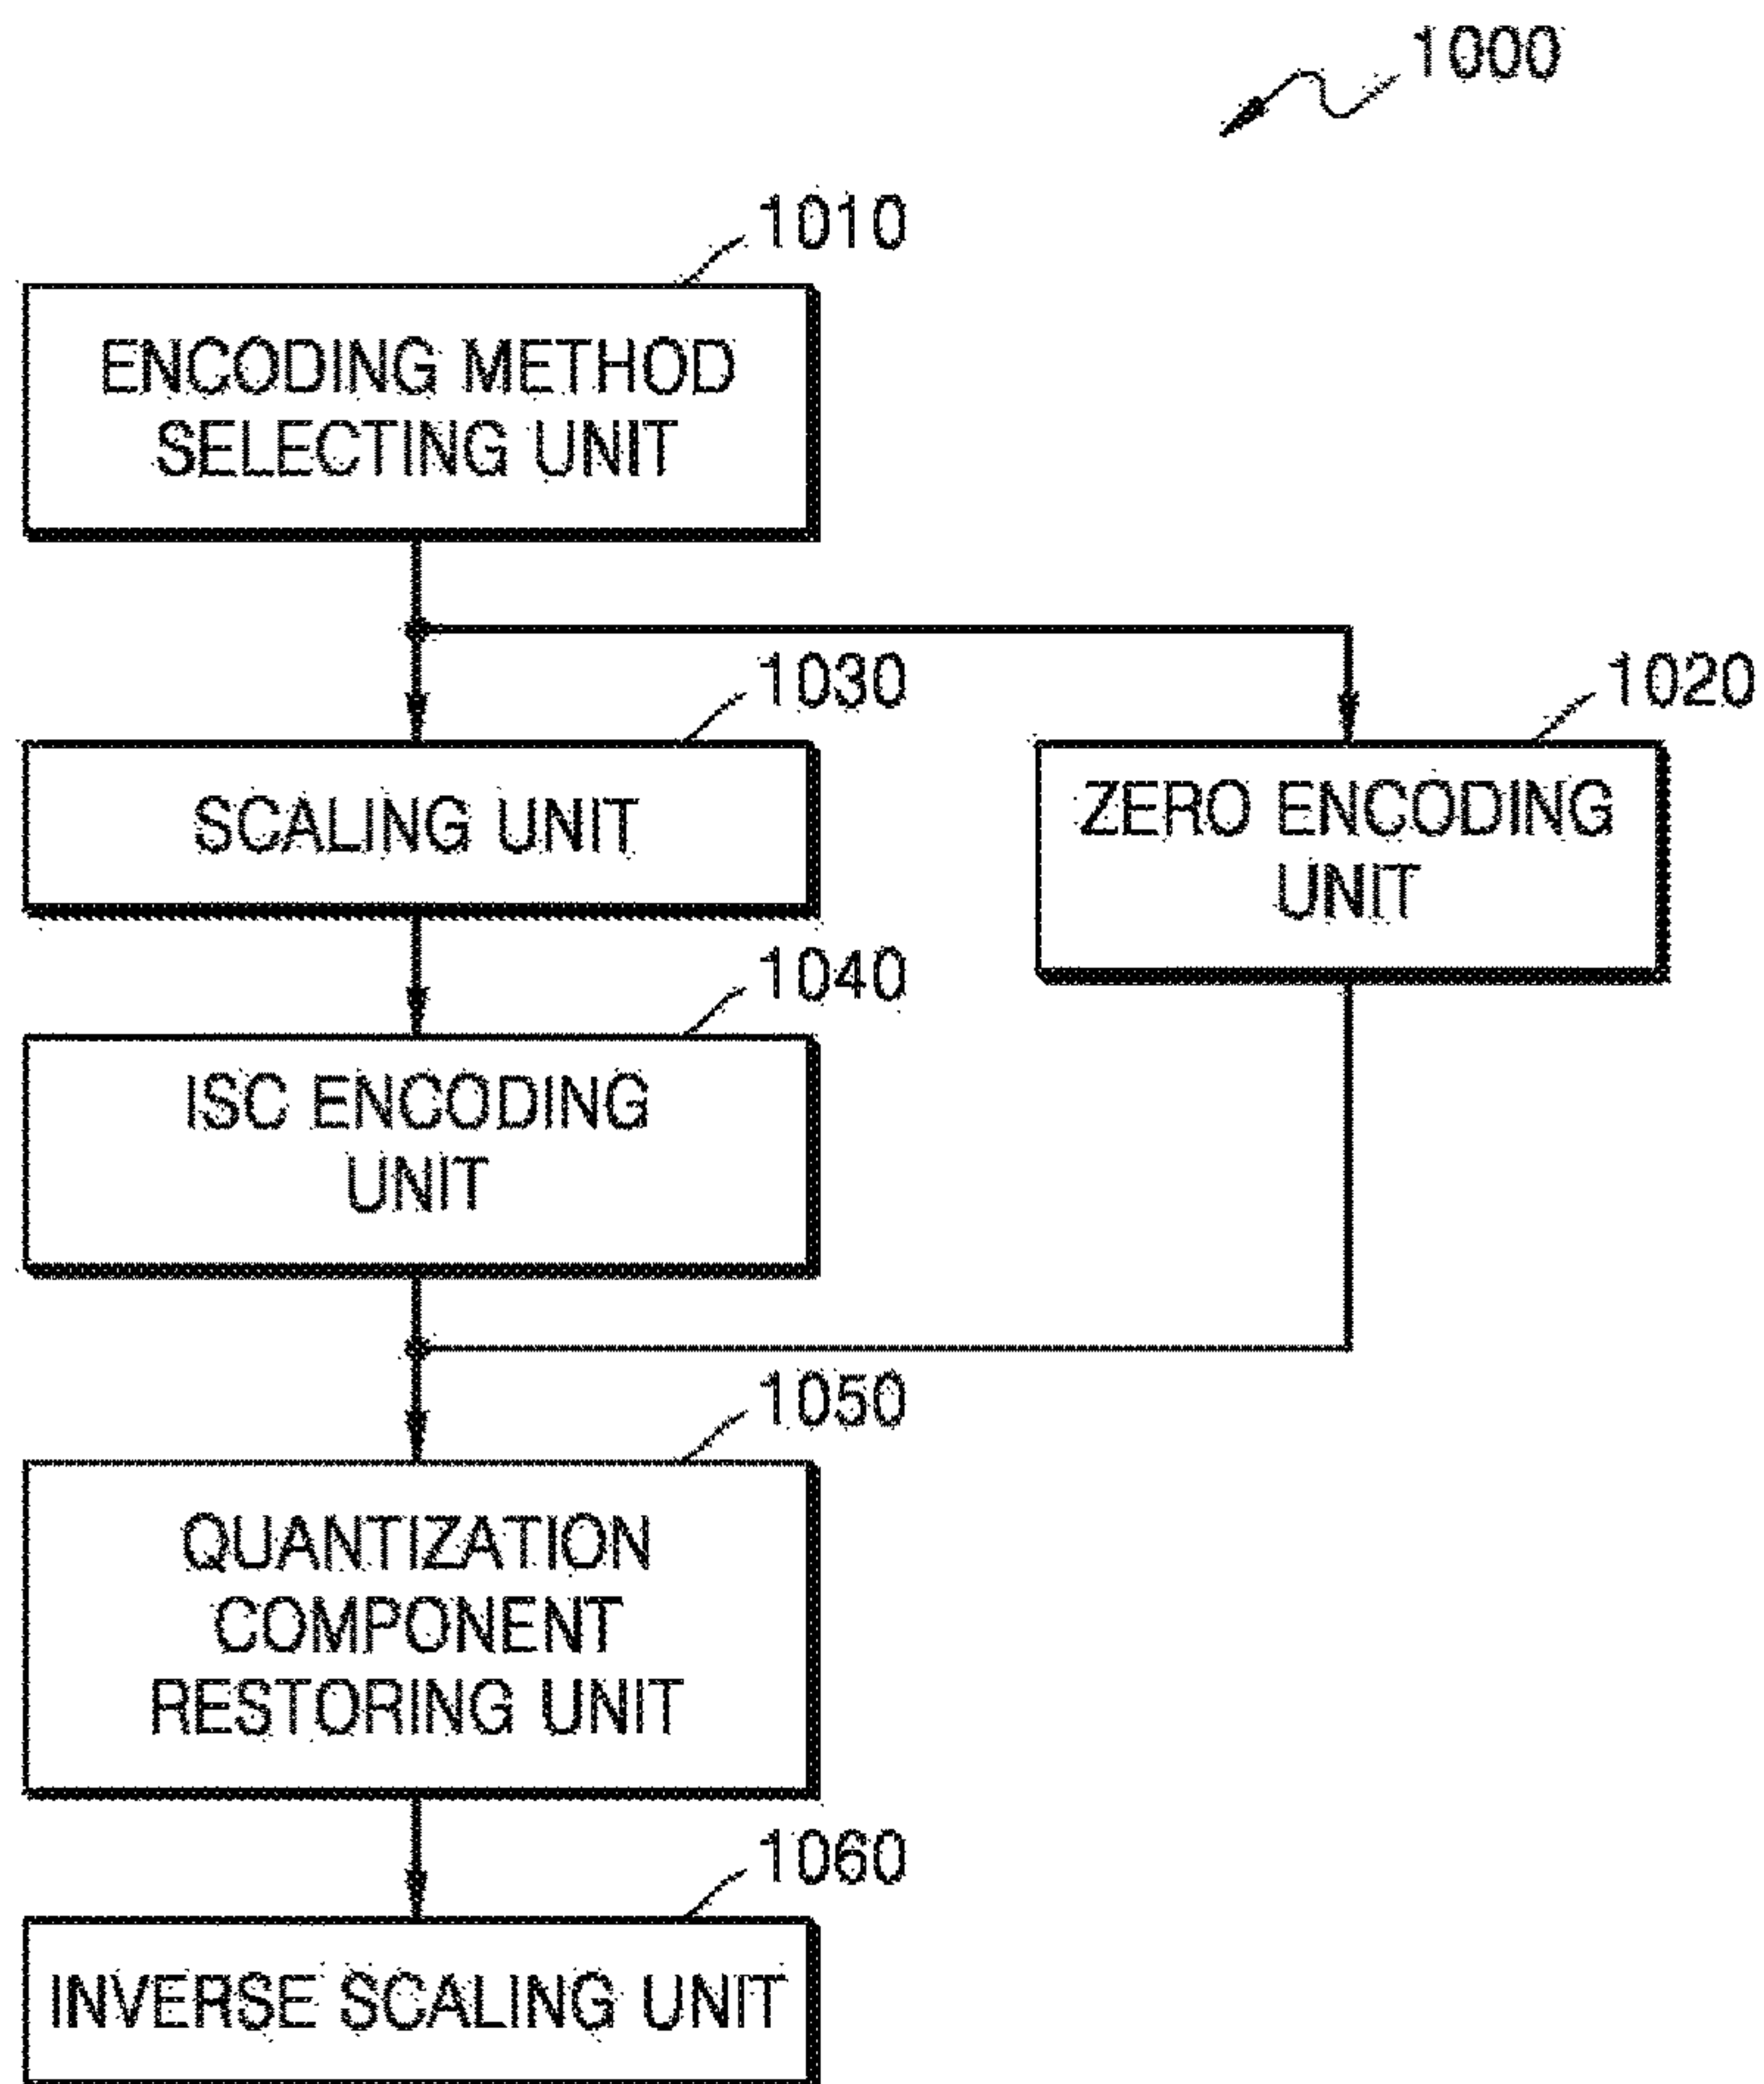 1000
1010
ENCODING METHOD
SELECTING UNIT
1030
SCALING UNIT
1020
ZERO ENCODING
UNIT
1040
ISC ENCODING
UNIT
1050
QUANTIZATION
COMPONENT
RESTORING UNIT
1060
INVERSE SCALING UNIT